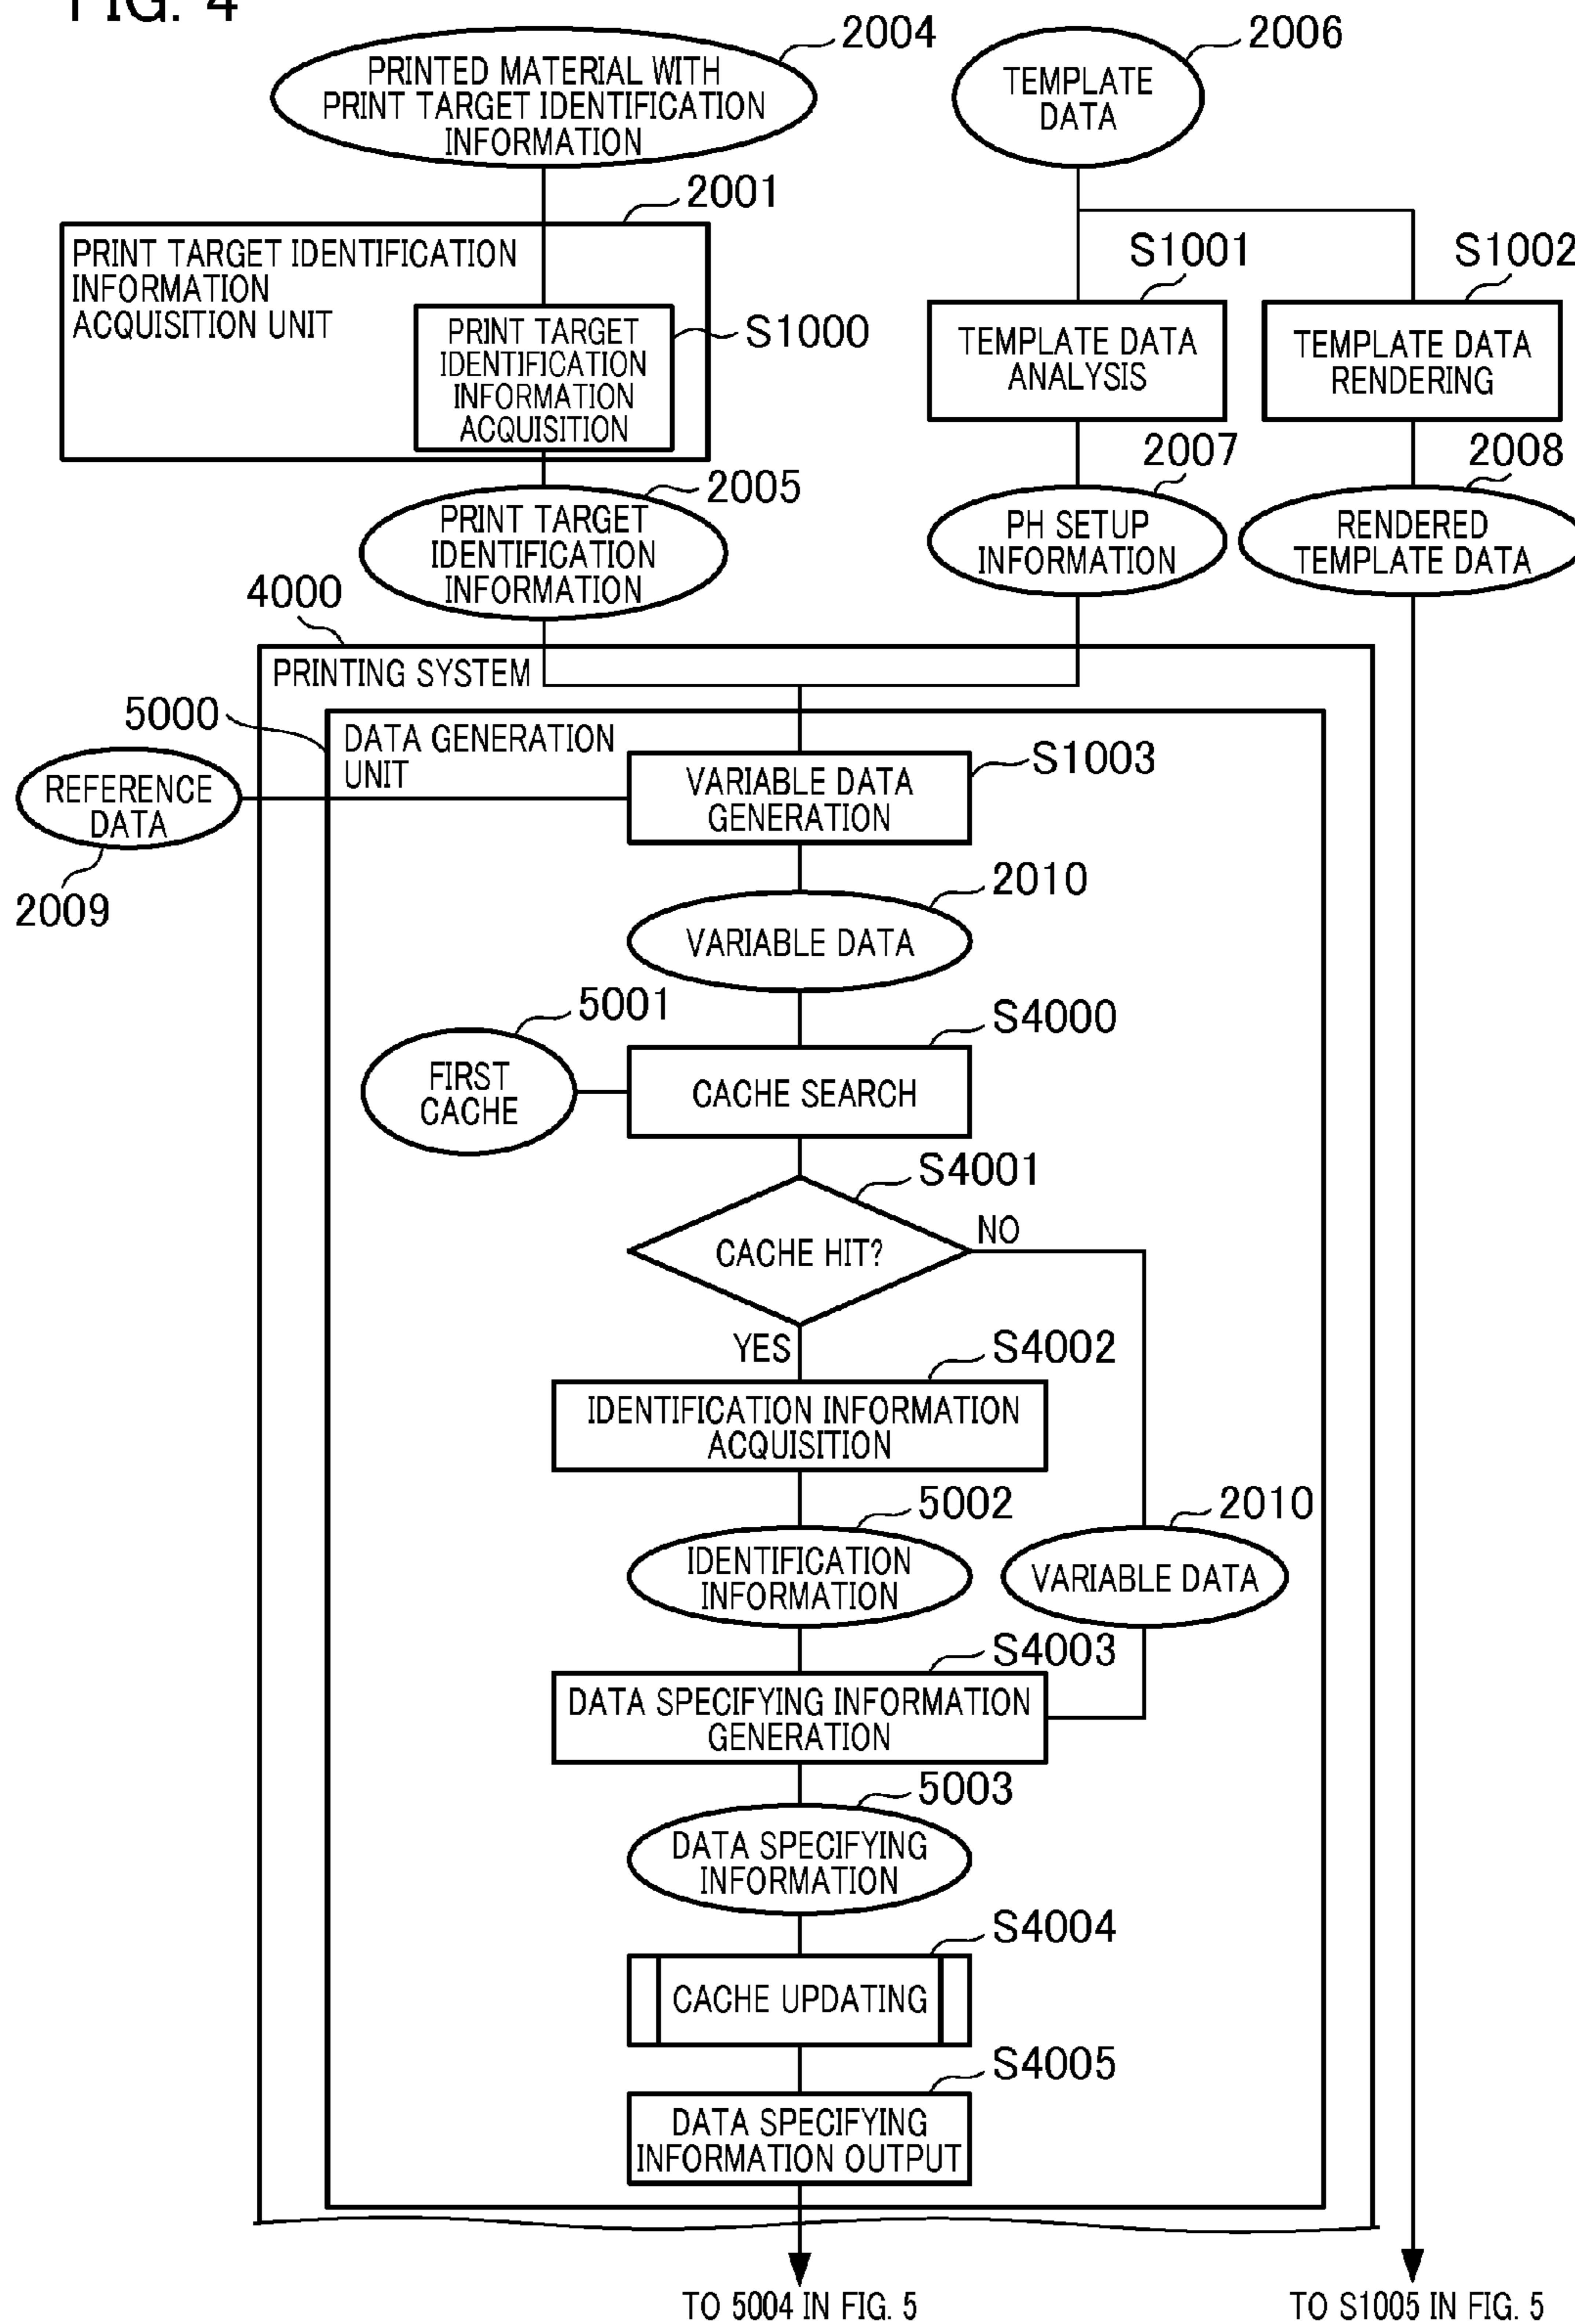 FIG. 4
2004
2006
PRINTED MATERIAL WITH
PRINT TARGET IDENTIFICATION
INFORMATION
TEMPLATE
DATA
2001
PRINT TARGET IDENTIFICATION
INFORMATION
ACQUISITION UNIT
S1001
S1002
PRINT TARGET
IDENTIFICATION
INFORMATION
ACQUISITION
S1000
TEMPLATE DATA
ANALYSIS
TEMPLATE DATA
RENDERING
2005
2007
2008
PRINT TARGET
IDENTIFICATION
INFORMATION
PH SETUP
INFORMATION
RENDERED
TEMPLATE DATA
4000
PRINTING SYSTEM
5000
DATA GENERATION
UNIT
S1003
REFERENCE
DATA
VARIABLE DATA
GENERATION
2009
2010
VARIABLE DATA
5001
S4000
FIRST
CACHE
CACHE SEARCH
S4001
CACHE HIT?
NO
YES
S4002
IDENTIFICATION INFORMATION
ACQUISITION
5002
2010
IDENTIFICATION
INFORMATION
VARIABLE DATA
S4003
DATA SPECIFYING INFORMATION
GENERATION
5003
DATA SPECIFYING
INFORMATION
S4004
CACHE UPDATING
S4005
DATA SPECIFYING
INFORMATION OUTPUT
TO 5004 IN FIG. 5
TO S1005 IN FIG. 5